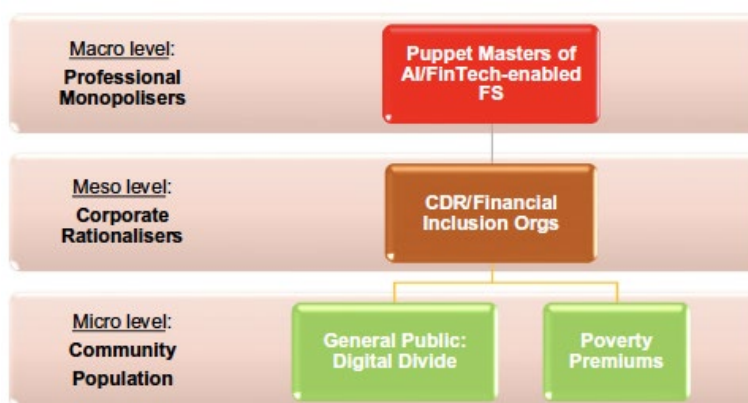 Macro level:
Professional
Monopolisers
Puppet Masters of
AI/FinTech-enabled
FS
Meso level:
Corporate
Rationalisers
CDR/Financial
Inclusion Orgs
Micro level:
Community
Population
General Public:
Digital Divide
Poverty
Premiums